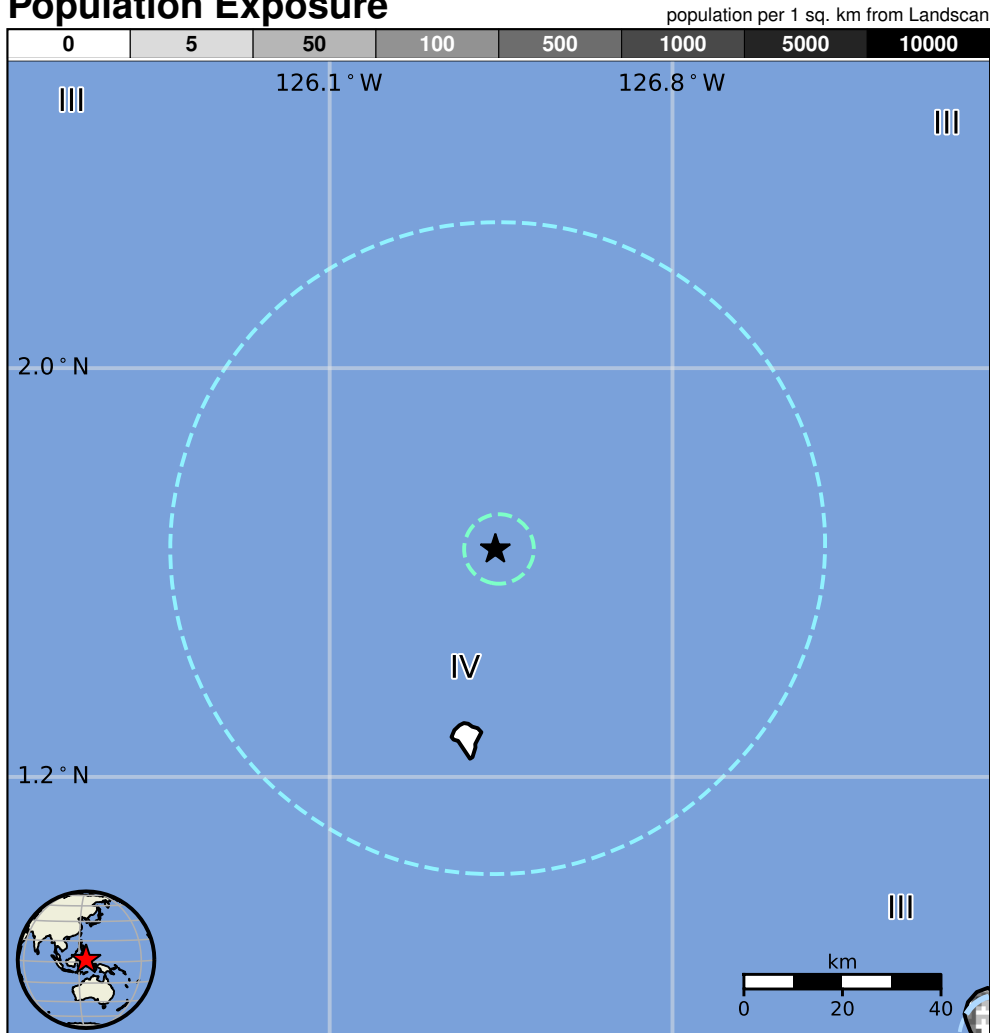 Population Exposure
population per 1 sq. km from Landscan
0 5 50 100 500 1000 5000 10000
126.1°W 126.8°W
III
III
2.0°N
IV
1.2°N
III
km
0 20 40